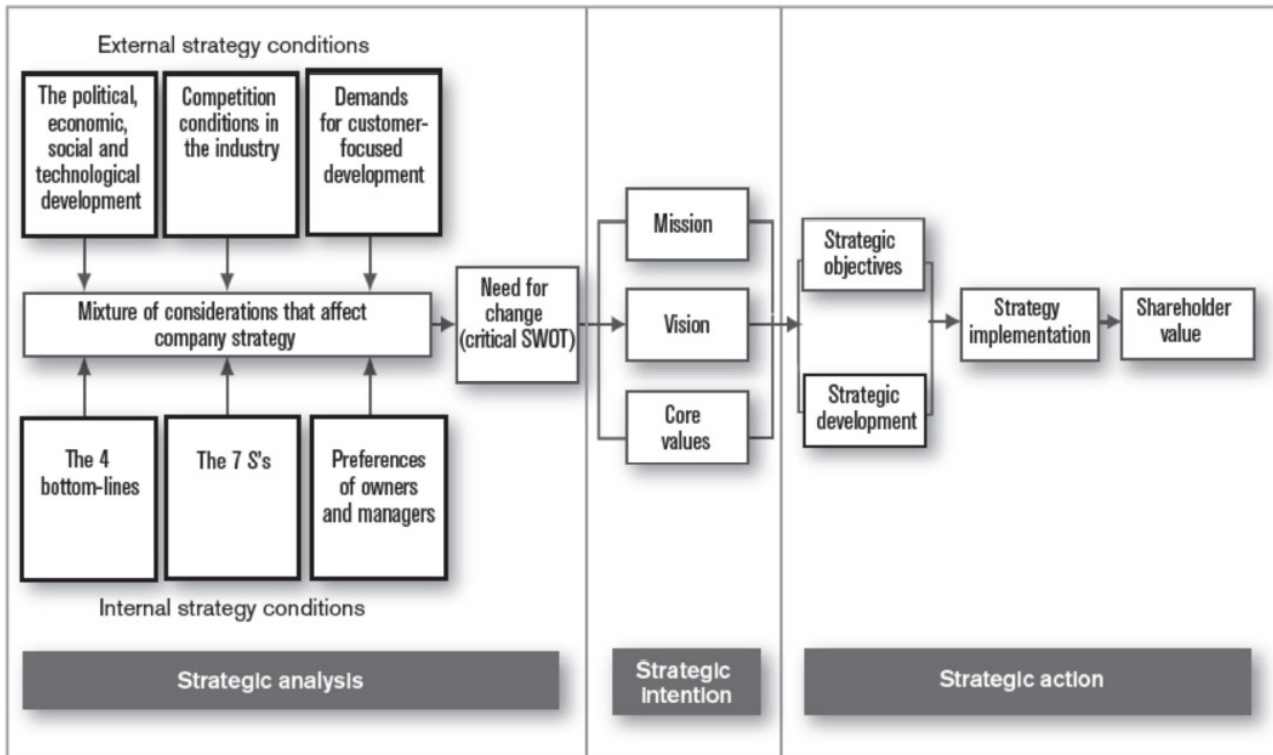 External strategy conditions
The political,
economic,
social and
technological
development
Competition
conditions in
the industry
Demands
for customer-
focused
development
Mixture of considerations that affect
company strategy
Need for
change
(critical SWOT)
The 4
bottom-lines
The 7 S's
Preferences
of owners
and managers
Internal strategy conditions
Strategic analysis
Mission
Vision
Core
values
Strategic
Intention
Strategic
objectives
Strategic
development
Strategy
implementation
Shareholder
value
Strategic action